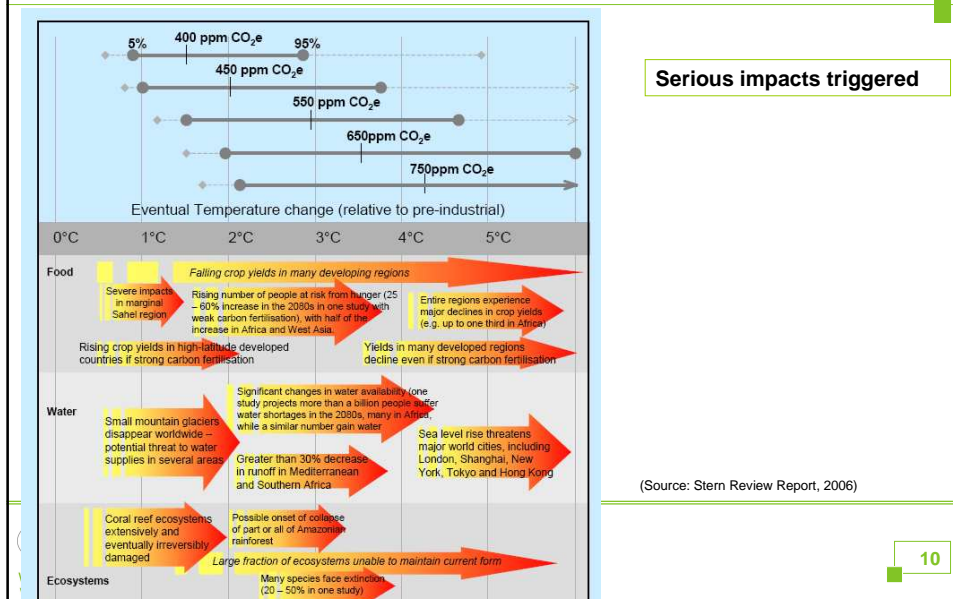 Serious impacts triggered
5% 400 ppm CO₂e 95%
450 ppm CO₂e
550 ppm CO₂e
650ppm CO₂e
750ppm CO₂e
Eventual Temperature change (relative to pre-industrial)
0°C 1°C 2°C 3°C 4°C 5°C
Food
Falling crop yields in many developing regions
Severe impacts
in marginal
Sahel region
Rising number of people at risk from hunger (25
– 60% increase in the 2080s in one study with
weak carbon fertilisation), with half of the
increase in Africa and West Asia.
Entire regions experience
major declines in crop yields
(e.g. up to one third in Africa)
Rising crop yields in high-latitude developed
countries if strong carbon fertilisation
Yields in many developed regions
decline even if strong carbon fertilisation
Water
Small mountain glaciers
disappear worldwide –
potential threat to water
supplies in several areas
Significant changes in water availability (one
study projects more than a billion people suffer
water shortages in the 2080s, many in Africa,
while a similar number gain water
Greater than 30% decrease
in runoff in Mediterranean
and Southern Africa
Sea level rise threatens
major world cities, including
London, Shanghai, New
York, Tokyo and Hong Kong
(Source: Stern Review Report, 2006)
Ecosystems
Coral reef ecosystems
extensively and
eventually irreversibly
damaged
Possible onset of collapse
of part or all of Amazonian
rainforest
Large fraction of ecosystems unable to maintain current form
Many species face extinction
(20 – 50% in one study)
10